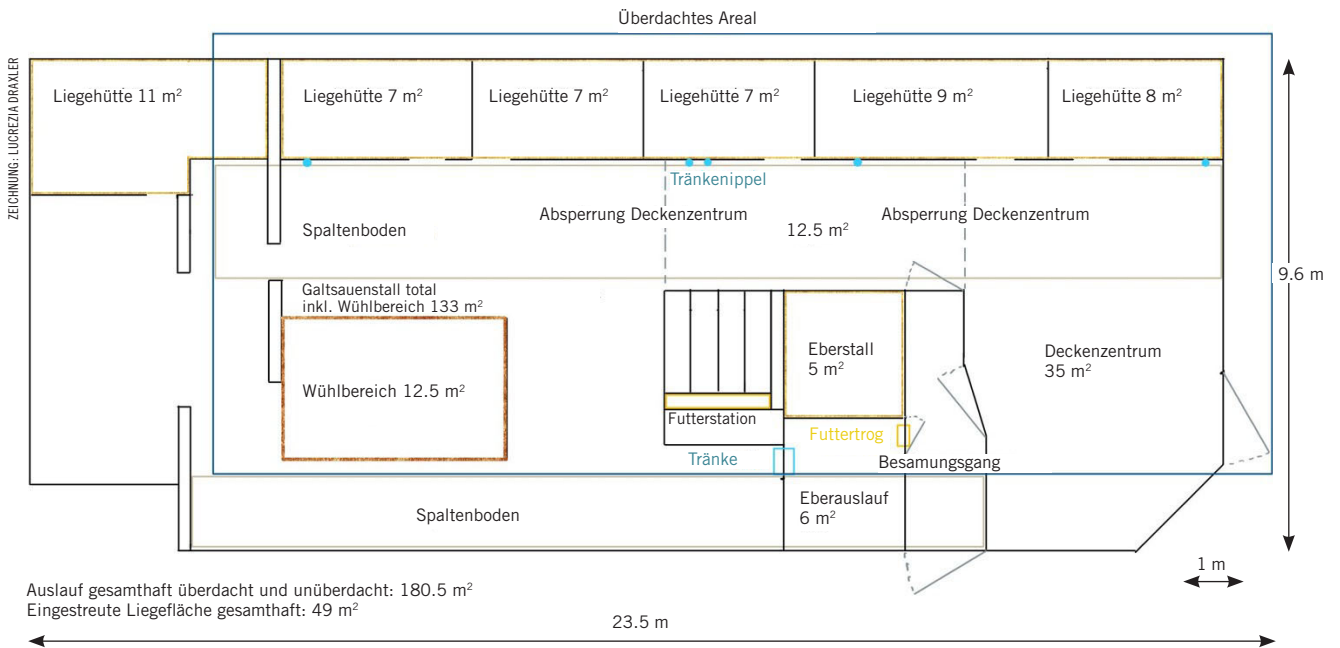 Überdachtes Areal
ZEICHNUNG: LUCREZIA DRAXLER
Liegehütte 11 m²
Liegehütte 7 m²
Liegehütte 7 m²
Liegehütte 7 m²
Liegehütte 9 m²
Liegehütte 8 m²
Tränkenippel
Absperrung Deckenzentrum
Absperrung Deckenzentrum
Spaltenboden
12.5 m²
9.6 m
Galtsauenstall total
inkl. Wühlbereich 133 m²
Eberstall
5 m²
Deckenzentrum
35 m²
Wühlbereich 12.5 m²
Futterstation
Futtertrog
Tränke
Besamungsgang
Eberauslauf
6 m²
Spaltenboden
1 m
Auslauf gesamthaft überdacht und unüberdacht: 180.5 m²
Eingestreute Liegefläche gesamthaft: 49 m²
23.5 m